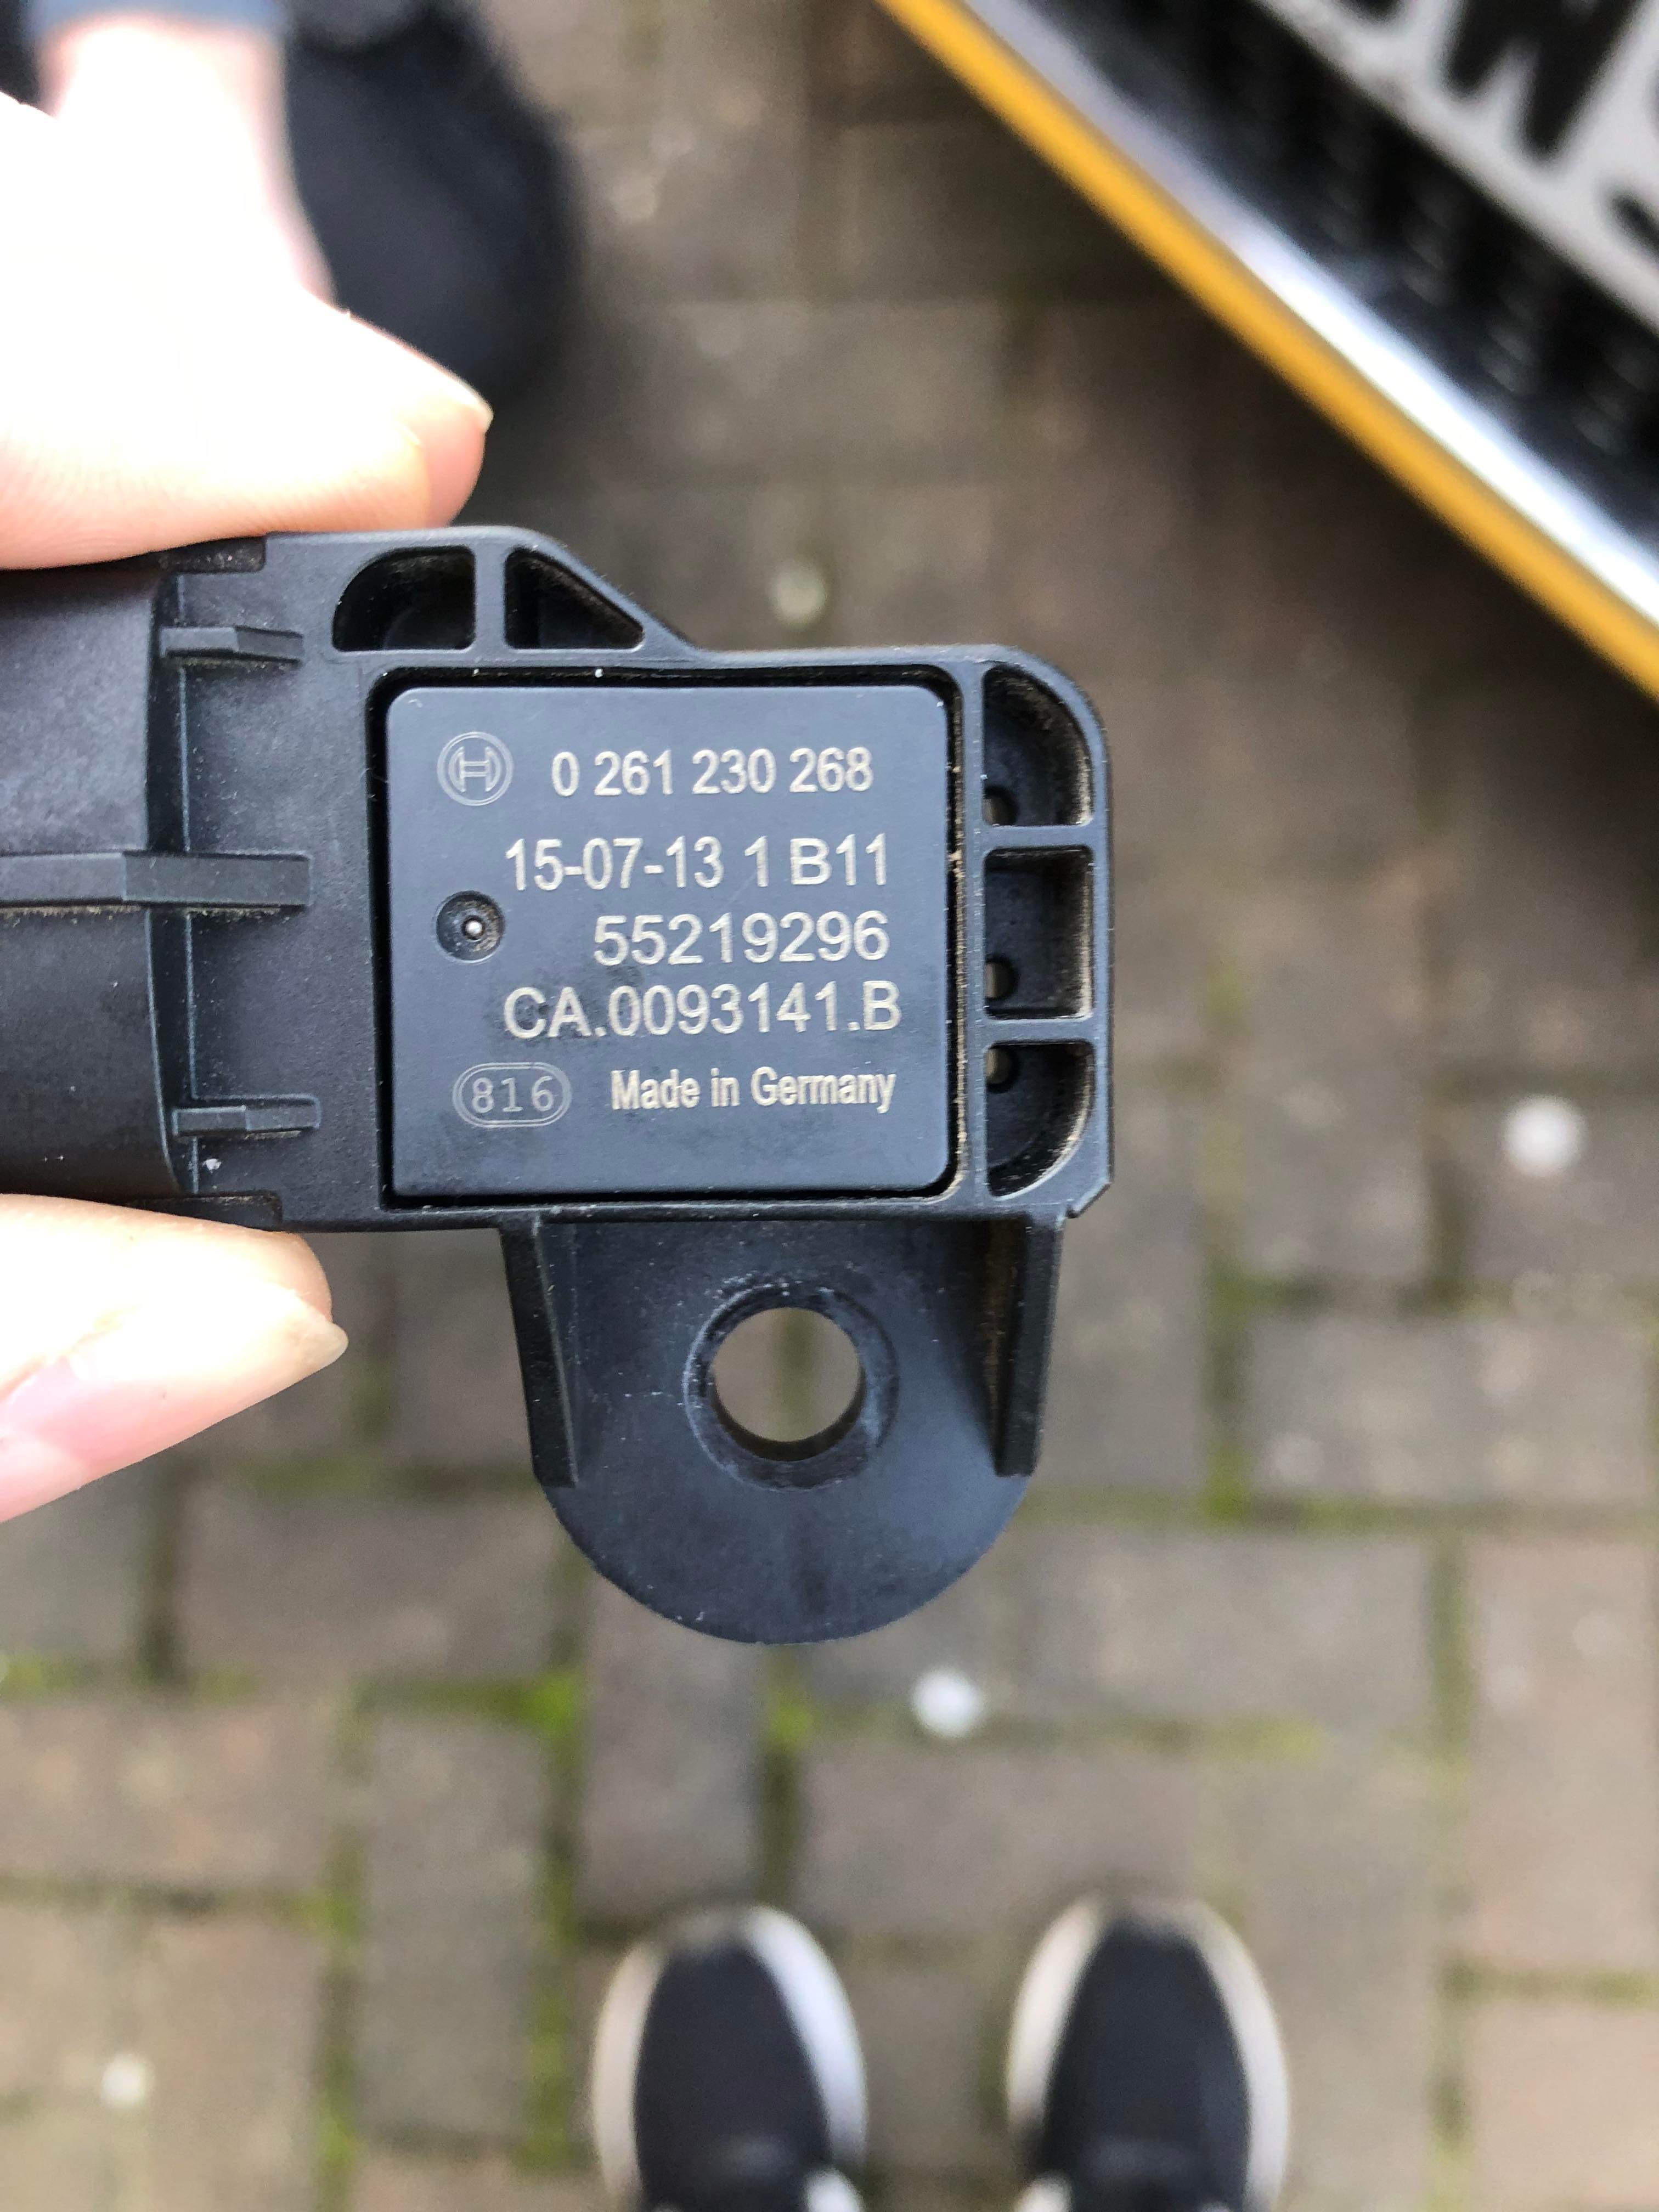 0 261 230 268
15-07-13 1 B11
55219296
CA.0093141.B
816 Made in Germany